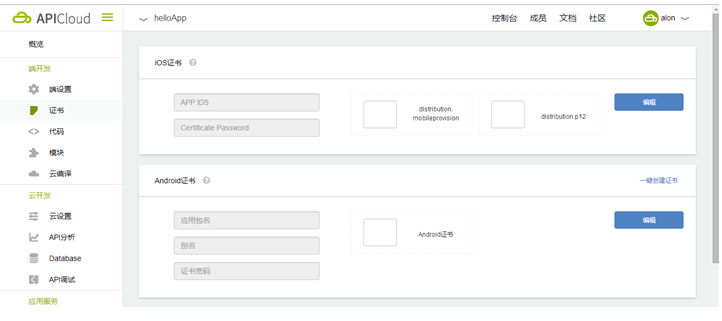 APICloud
helloApp
控制台 成员 文档 社区
alon
概览
端开发
端设置
证书
代码
模块
云编译
云开发
云设置
API分析
Database
API调试
应用服务
iOS证书
APP IDS
Certificate Password
distribution.
mobileprovision
distribution.p12
编辑
Android证书
一键创建证书
应用包名
别名
证书密码
Android证书
编辑